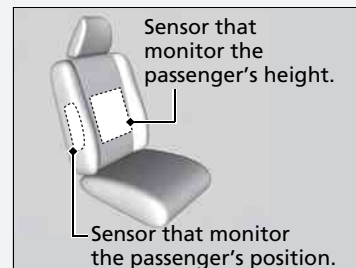 Sensor that
monitor the
passenger's height.
Sensor that monitor
the passenger's position.